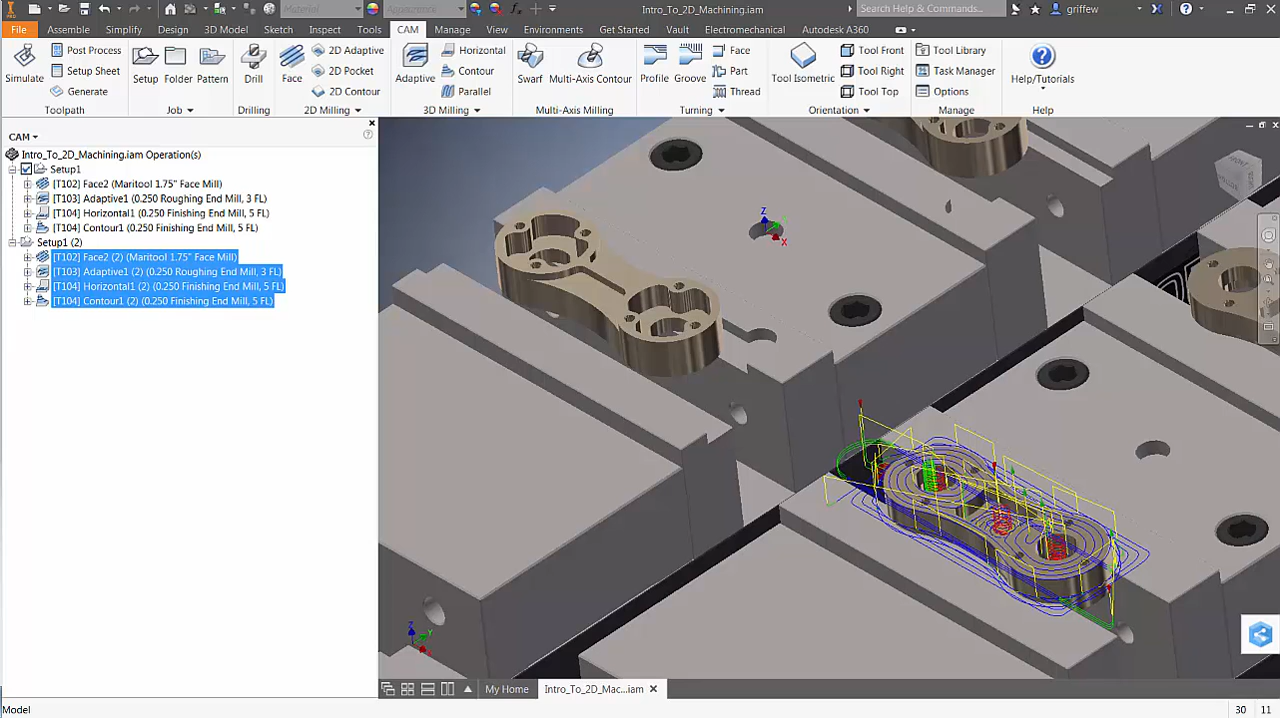 Material
Appearance
Intro_To_2D_Machining.iam
Search Help & Commands...
griffew
PRO
File
Assemble
Simplify
Design
3D Model
Sketch
Inspect
Tools
CAM
Manage
View
Environments
Get Started
Vault
Electromechanical
Autodesk A360
Simulate
Post Process
Setup Sheet
Generate
Toolpath
Setup
Folder
Pattern
Job
Drill
Drilling
Face
2D Adaptive
2D Pocket
2D Contour
2D Milling
Adaptive
Horizontal
Contour
Parallel
3D Milling
Swarf
Multi-Axis Contour
Multi-Axis Milling
Profile
Groove
Face
Part
Thread
Turning
Tool Isometric
Tool Front
Tool Right
Tool Top
Orientation
Tool Library
Task Manager
Options
Manage
Help/Tutorials
Help
CAM
Intro_To_2D_Machining.iam Operation(s)
Setup1
[T102] Face2 (Maritool 1.75" Face Mill)
[T103] Adaptive1 (0.250 Roughing End Mill, 3 FL)
[T104] Horizontal1 (0.250 Finishing End Mill, 5 FL)
[T104] Contour1 (0.250 Finishing End Mill, 5 FL)
Setup1 (2)
[T102] Face2 (2) (Maritool 1.75" Face Mill)
[T103] Adaptive1 (2) (0.250 Roughing End Mill, 3 FL)
[T104] Horizontal1 (2) (0.250 Finishing End Mill, 5 FL)
[T104] Contour1 (2) (0.250 Finishing End Mill, 5 FL)
Z
X
Z
Y
X
My Home
Intro_To_2D_Mac...iam
Model
30
11